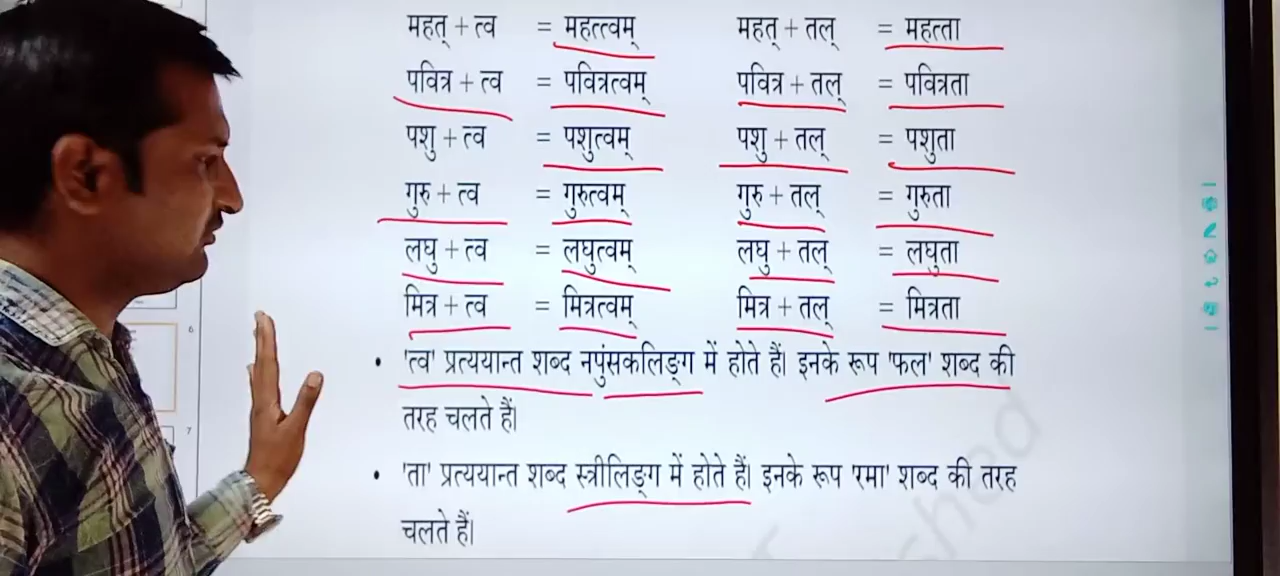 महत् + त्व = महत्त्वम् महत् + तल् = महत्ता
पवित्र + त्व = पवित्रत्वम् पवित्र + तल् = पवित्रता
पशु + त्व = पशुत्वम् पशु + तल् = पशुता
गुरु + त्व = गुरुत्वम् गुरु + तल् = गुरुता
लघु + त्व = लघुत्वम् लघु + तल् = लघुता
मित्र + त्व = मित्रत्वम् मित्र + तल् = मित्रता
• 'त्व' प्रत्ययान्त शब्द नपुंसकलिङ्ग में होते हैं। इनके रूप 'फल' शब्द की
तरह चलते हैं।
• 'ता' प्रत्ययान्त शब्द स्त्रीलिङ्ग में होते हैं। इनके रूप 'रमा' शब्द की तरह
चलते हैं।
6
7